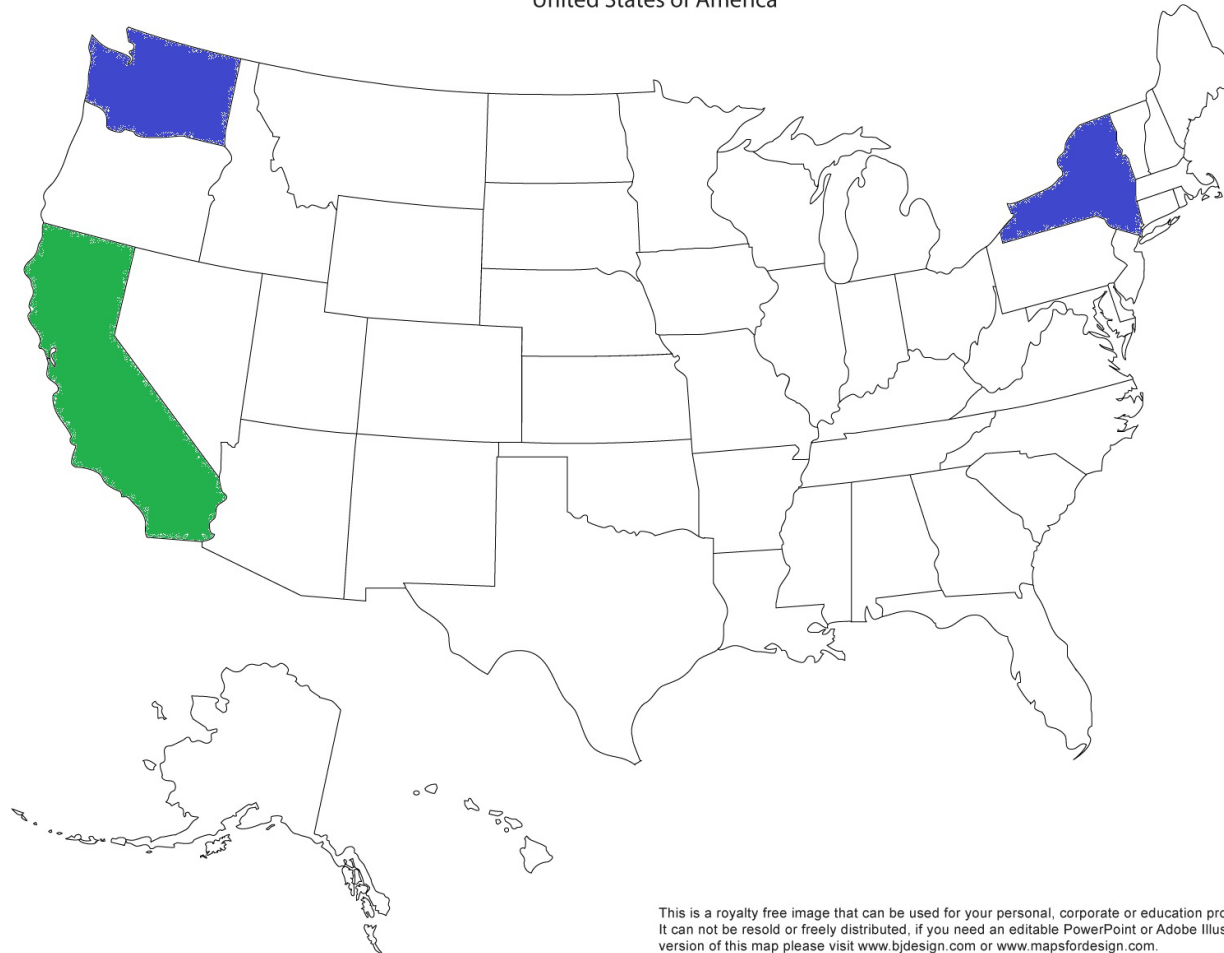 United States of America
This is a royalty free image that can be used for your personal, corporate or education
It can not be resold or freely distributed, if you need an editable PowerPoint or Adobe
version of this map please visit www.bjdesign.com or www.mapsfordesign.com.